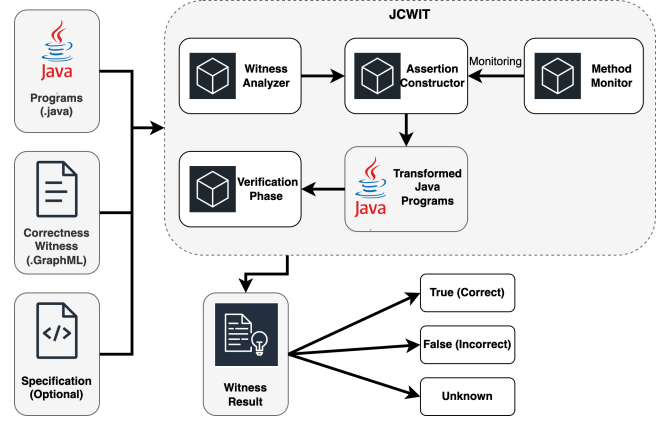 JCWIT
Java
Programs
(.java)
Correctness
Witness
(.GraphML)
</>
Specification
(Optional)
Witness
Analyzer
Assertion
Constructor
Monitoring
Method
Monitor
Verification
Phase
Java
Transformed
Java
Programs
Witness
Result
True (Correct)
False (Incorrect)
Unknown